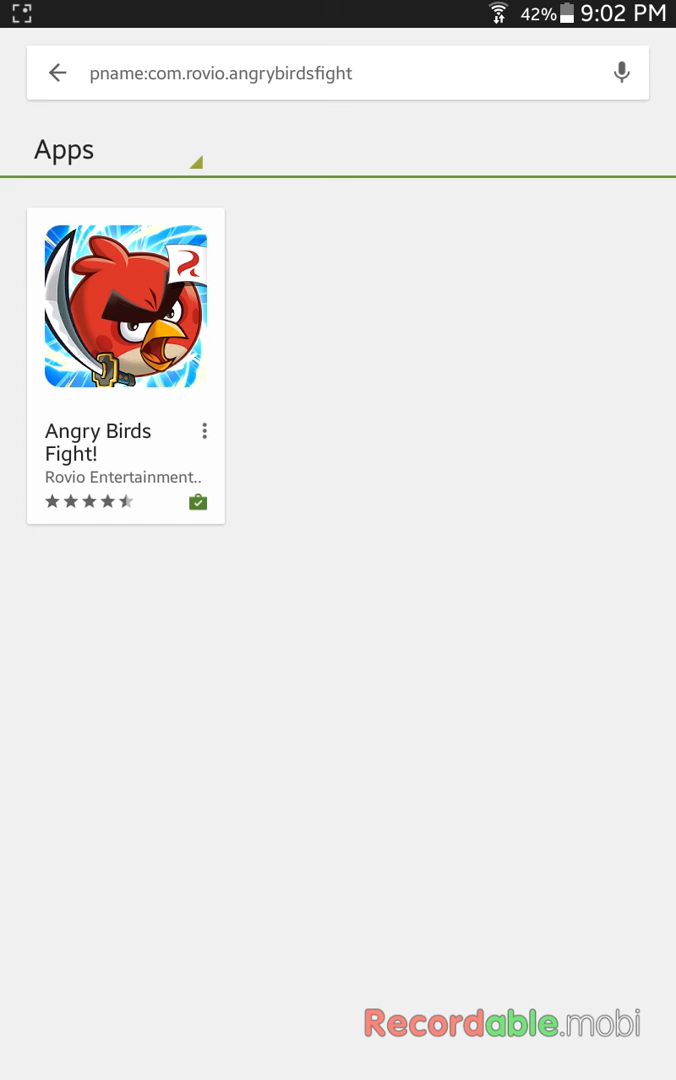 42% 9:02 PM
pname:com.rovio.angrybirdsfight
Apps
Angry Birds
Fight!
Rovio Entertainment..
Recordable.mobi